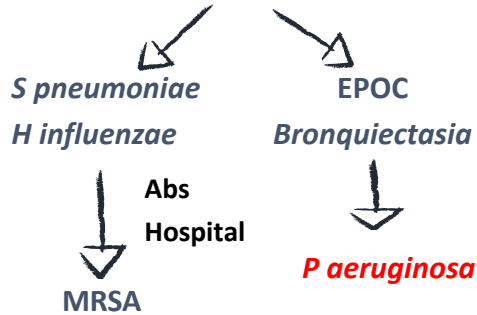 S pneumoniae
H influenzae
Abs
Hospital
MRSA
EPOC
Bronquiectasia
P aeruginosa